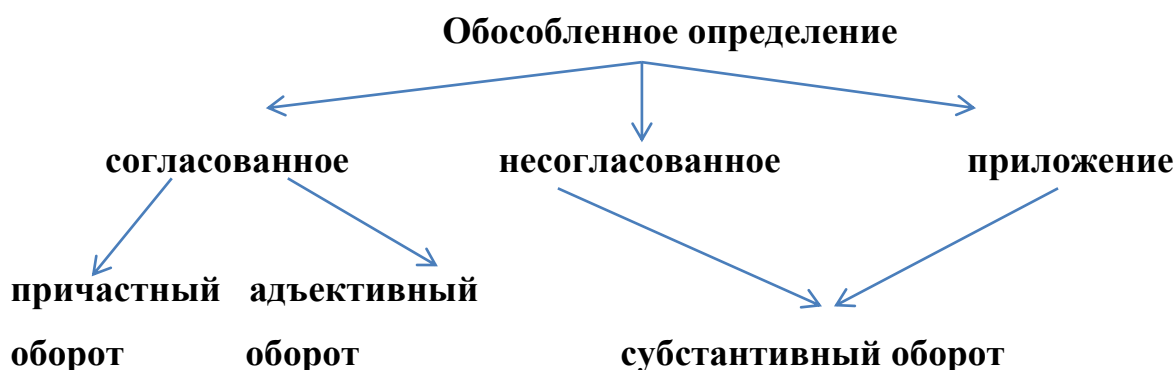 Обособленное определение
согласованное несогласованное приложение
причастный адъективный
оборот оборот субстантивный оборот